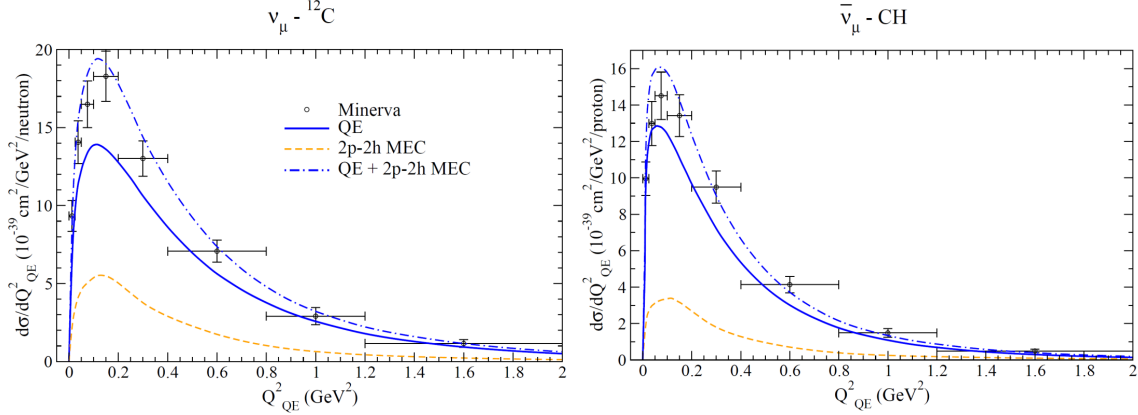 ν_μ - ¹²C
dσ/dQ²_QE (10⁻³⁹cm²/GeV²/neutron)
20
15
10
5
0
0 0.2 0.4 0.6 0.8 1 1.2 1.4 1.6 1.8 2
Q²_QE (GeV²)
Minerva
QE
2p-2h MEC
QE + 2p-2h MEC
ν̅_μ - CH
dσ/dQ²_QE (10⁻³⁹cm²/GeV²/proton)
16
14
12
10
8
6
4
2
0
0 0.2 0.4 0.6 0.8 1 1.2 1.4 1.6 1.8 2
Q²_QE (GeV²)